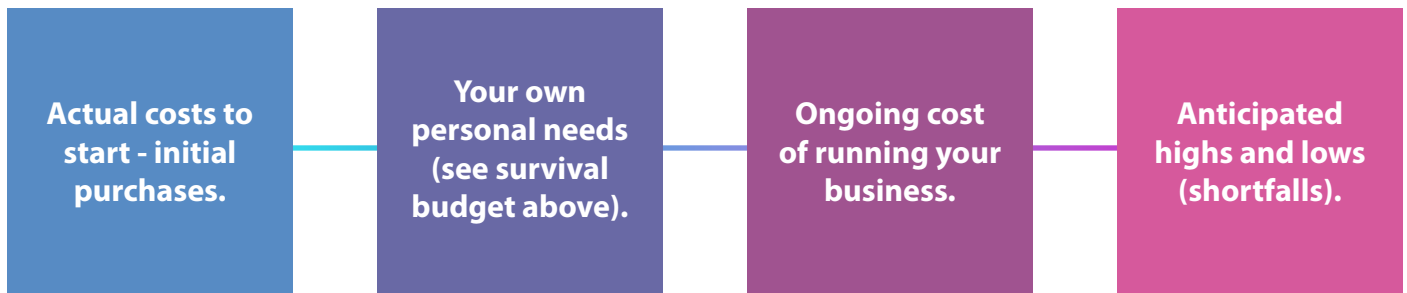 Actual costs to
start - initial
purchases.
Your own
personal needs
(see survival
budget above).
Ongoing cost
of running your
business.
Anticipated
highs and lows
(shortfalls).